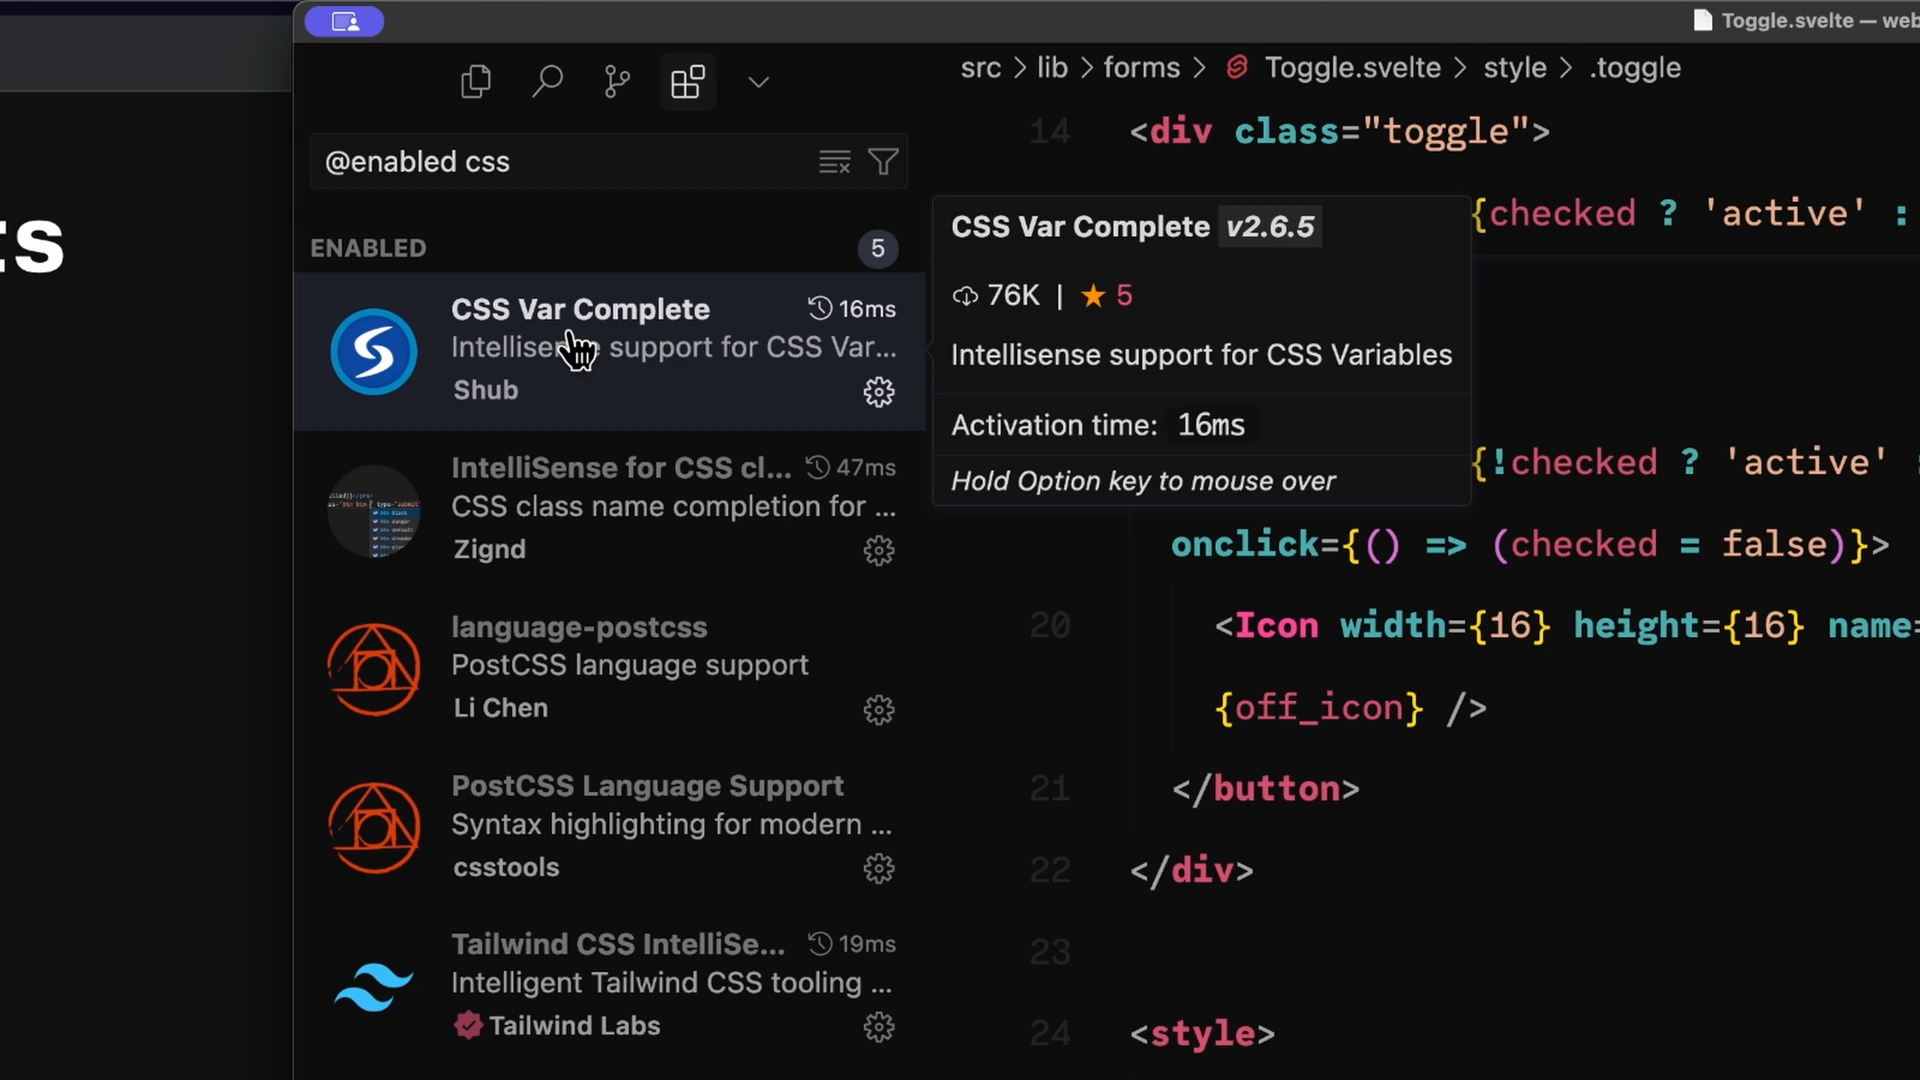 Toggle.svelte — web
ts
@enabled css
ENABLED
5
CSS Var Complete
16ms
Intellisense support for CSS Var...
Shub
IntelliSense for CSS cl...
47ms
CSS class name completion for ...
Zignd
language-postcss
PostCSS language support
Li Chen
PostCSS Language Support
Syntax highlighting for modern ...
csstools
Tailwind CSS IntelliSe...
19ms
Intelligent Tailwind CSS tooling ...
Tailwind Labs
CSS Var Complete v2.6.5
76K | ★ 5
Intellisense support for CSS Variables
Activation time: 16ms
Hold Option key to mouse over
src > lib > forms > Toggle.svelte > style > .toggle
14 <div class="toggle">
{checked ? 'active' :
{!checked ? 'active' :
onclick={() => (checked = false)}>
20 <Icon width={16} height={16} name=
{off_icon} />
21 </button>
22 </div>
23
24 <style>